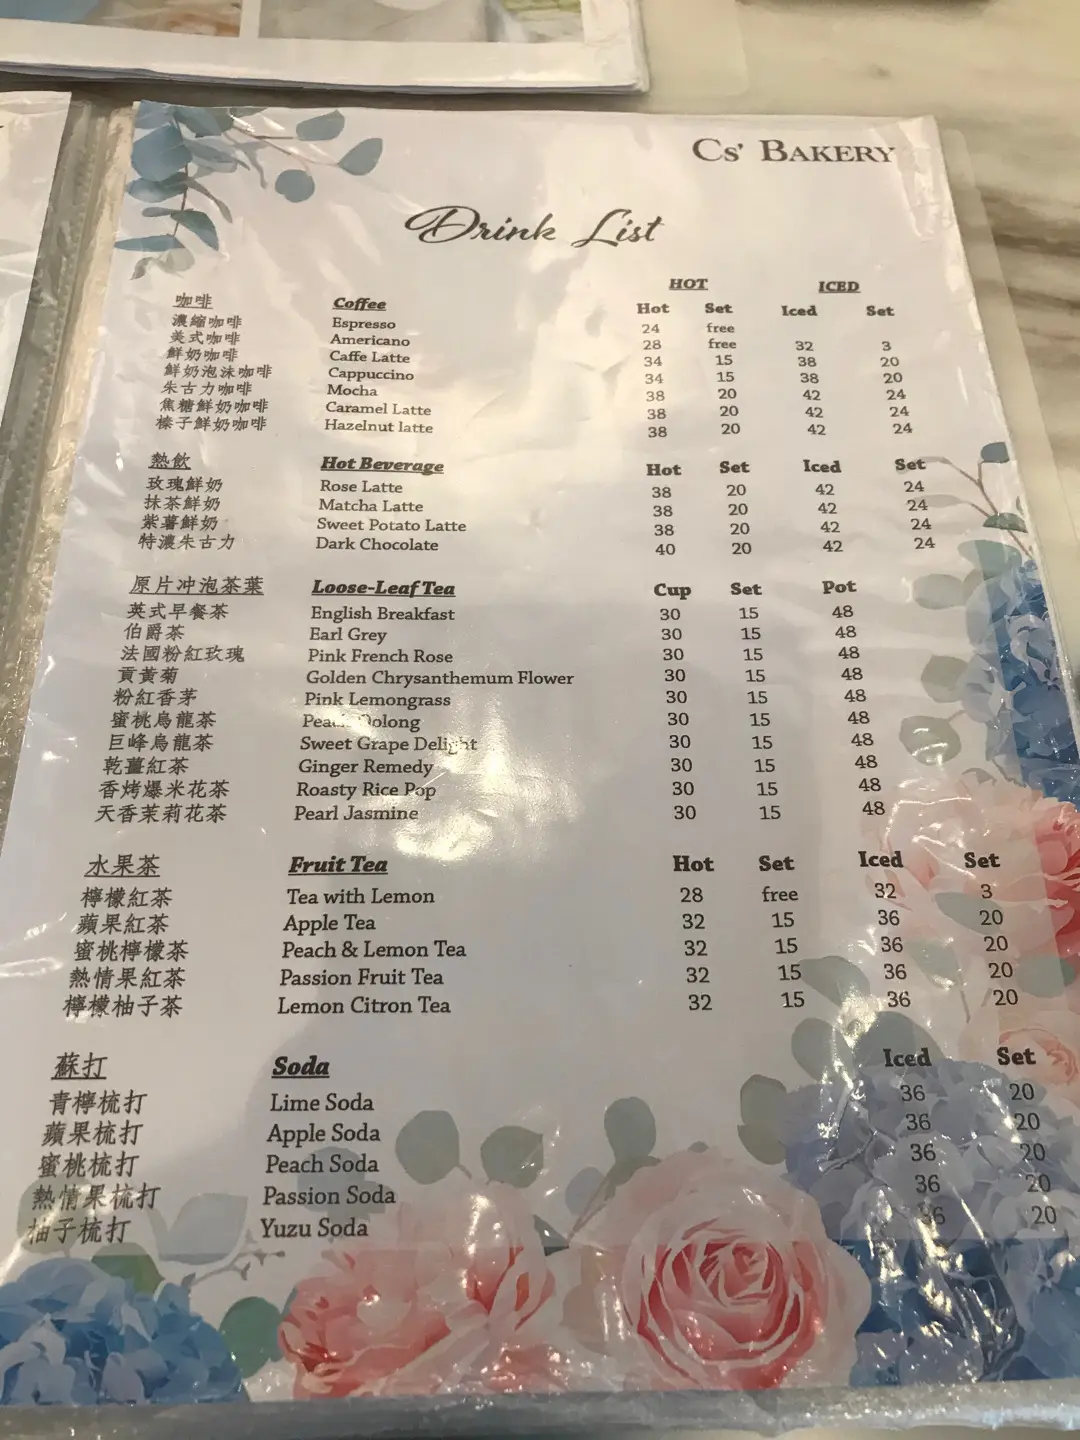 Cs' BAKERY
Drink List
HOT ICED
咖啡 Coffee Hot Set Iced Set
濃縮咖啡 Espresso 24 free
美式咖啡 Americano 28 free 32 3
鮮奶咖啡 Caffe Latte 34 15 38 20
鮮奶泡沫咖啡 Cappuccino 34 15 38 20
朱古力咖啡 Mocha 38 20 42 24
焦糖鮮奶咖啡 Caramel Latte 38 20 42 24
榛子鮮奶咖啡 Hazelnut latte 38 20 42 24
熱飲 Hot Beverage Hot Set Iced Set
玫瑰鮮奶 Rose Latte 38 20 42 24
抹茶鮮奶 Matcha Latte 38 20 42 24
紫薯鮮奶 Sweet Potato Latte 38 20 42 24
特濃朱古力 Dark Chocolate 40 20 42 24
原片冲泡茶葉 Loose-Leaf Tea Cup Set Pot
英式早餐茶 English Breakfast 30 15 48
伯爵茶 Earl Grey 30 15 48
法國粉紅玫瑰 Pink French Rose 30 15 48
貢黃菊 Golden Chrysanthemum Flower 30 15 48
粉紅香茅 Pink Lemongrass 30 15 48
蜜桃烏龍茶 Peach Oolong 30 15 48
巨峰烏龍茶 Sweet Grape Delight 30 15 48
乾薑紅茶 Ginger Remedy 30 15 48
香烤爆米花茶 Roasty Rice Pop 30 15 48
天香茉莉花茶 Pearl Jasmine 30 15 48
水果茶 Fruit Tea Hot Set Iced Set
檸檬紅茶 Tea with Lemon 28 free 32 3
蘋果紅茶 Apple Tea 32 15 36 20
蜜桃檸檬茶 Peach & Lemon Tea 32 15 36 20
熱情果紅茶 Passion Fruit Tea 32 15 36 20
檸檬柚子茶 Lemon Citron Tea 32 15 36 20
蘇打 Soda Iced Set
青檸梳打 Lime Soda 36 20
蘋果梳打 Apple Soda 36 20
蜜桃梳打 Peach Soda 36 20
熱情果梳打 Passion Soda 36 20
柚子梳打 Yuzu Soda 36 20